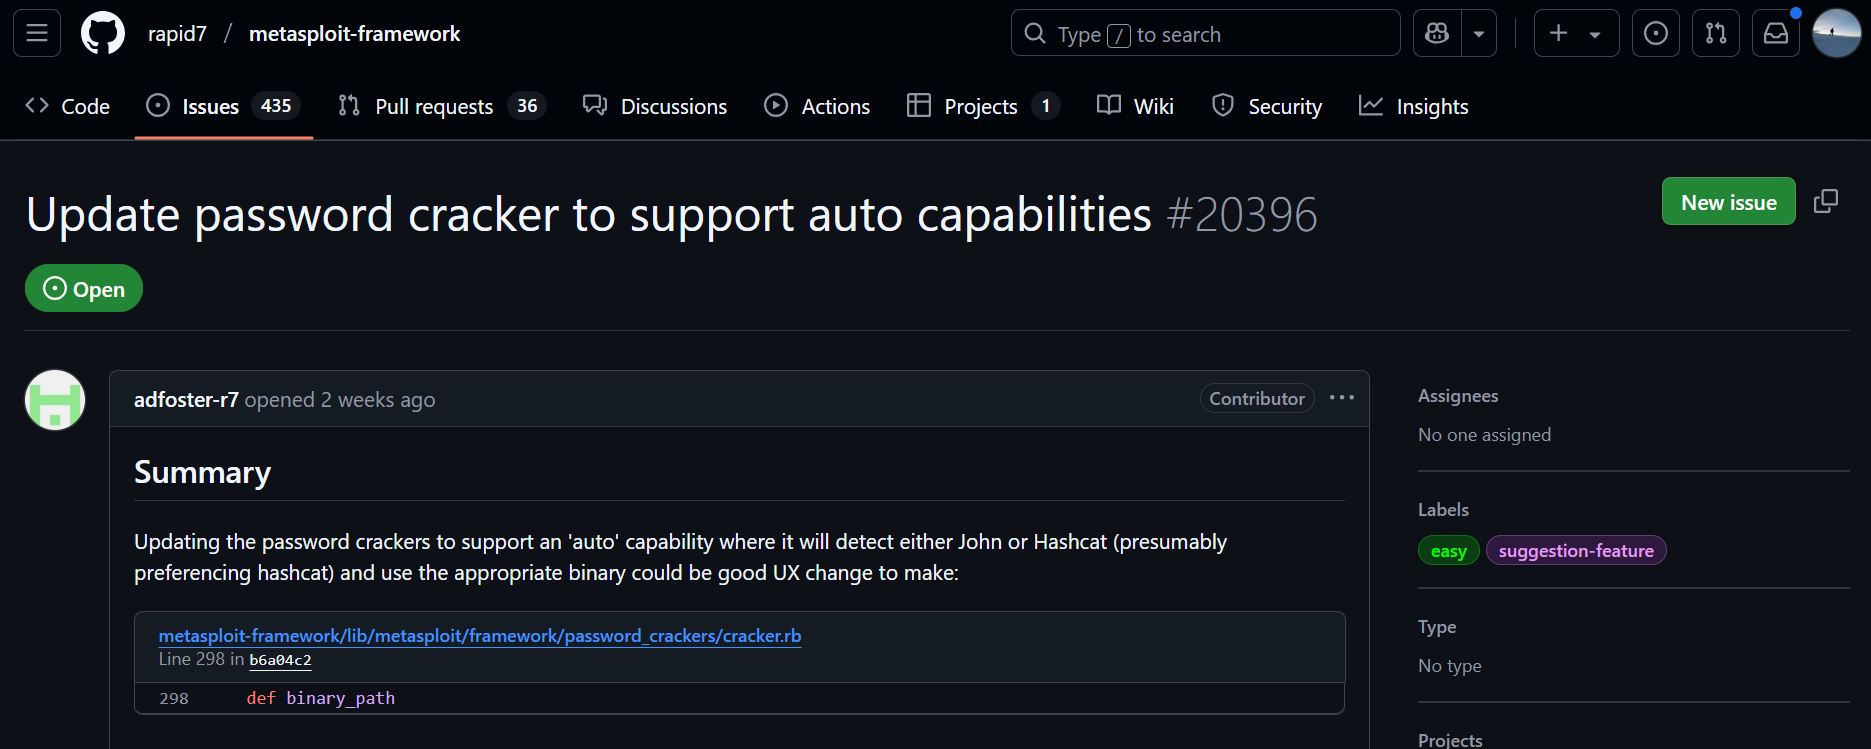 rapid7 / metasploit-framework
Type / to search
Code
Issues 435
Pull requests 36
Discussions
Actions
Projects 1
Wiki
Security
Insights
Update password cracker to support auto capabilities #20396
New issue
Open
adfoster-r7 opened 2 weeks ago
Contributor
Summary
Updating the password crackers to support an 'auto' capability where it will detect either John or Hashcat (presumably
preferencing hashcat) and use the appropriate binary could be good UX change to make:
metasploit-framework/lib/metasploit/framework/password_crackers/cracker.rb
Line 298 in b6a04c2
298 def binary_path
Assignees
No one assigned
Labels
easy suggestion-feature
Type
No type
Projects